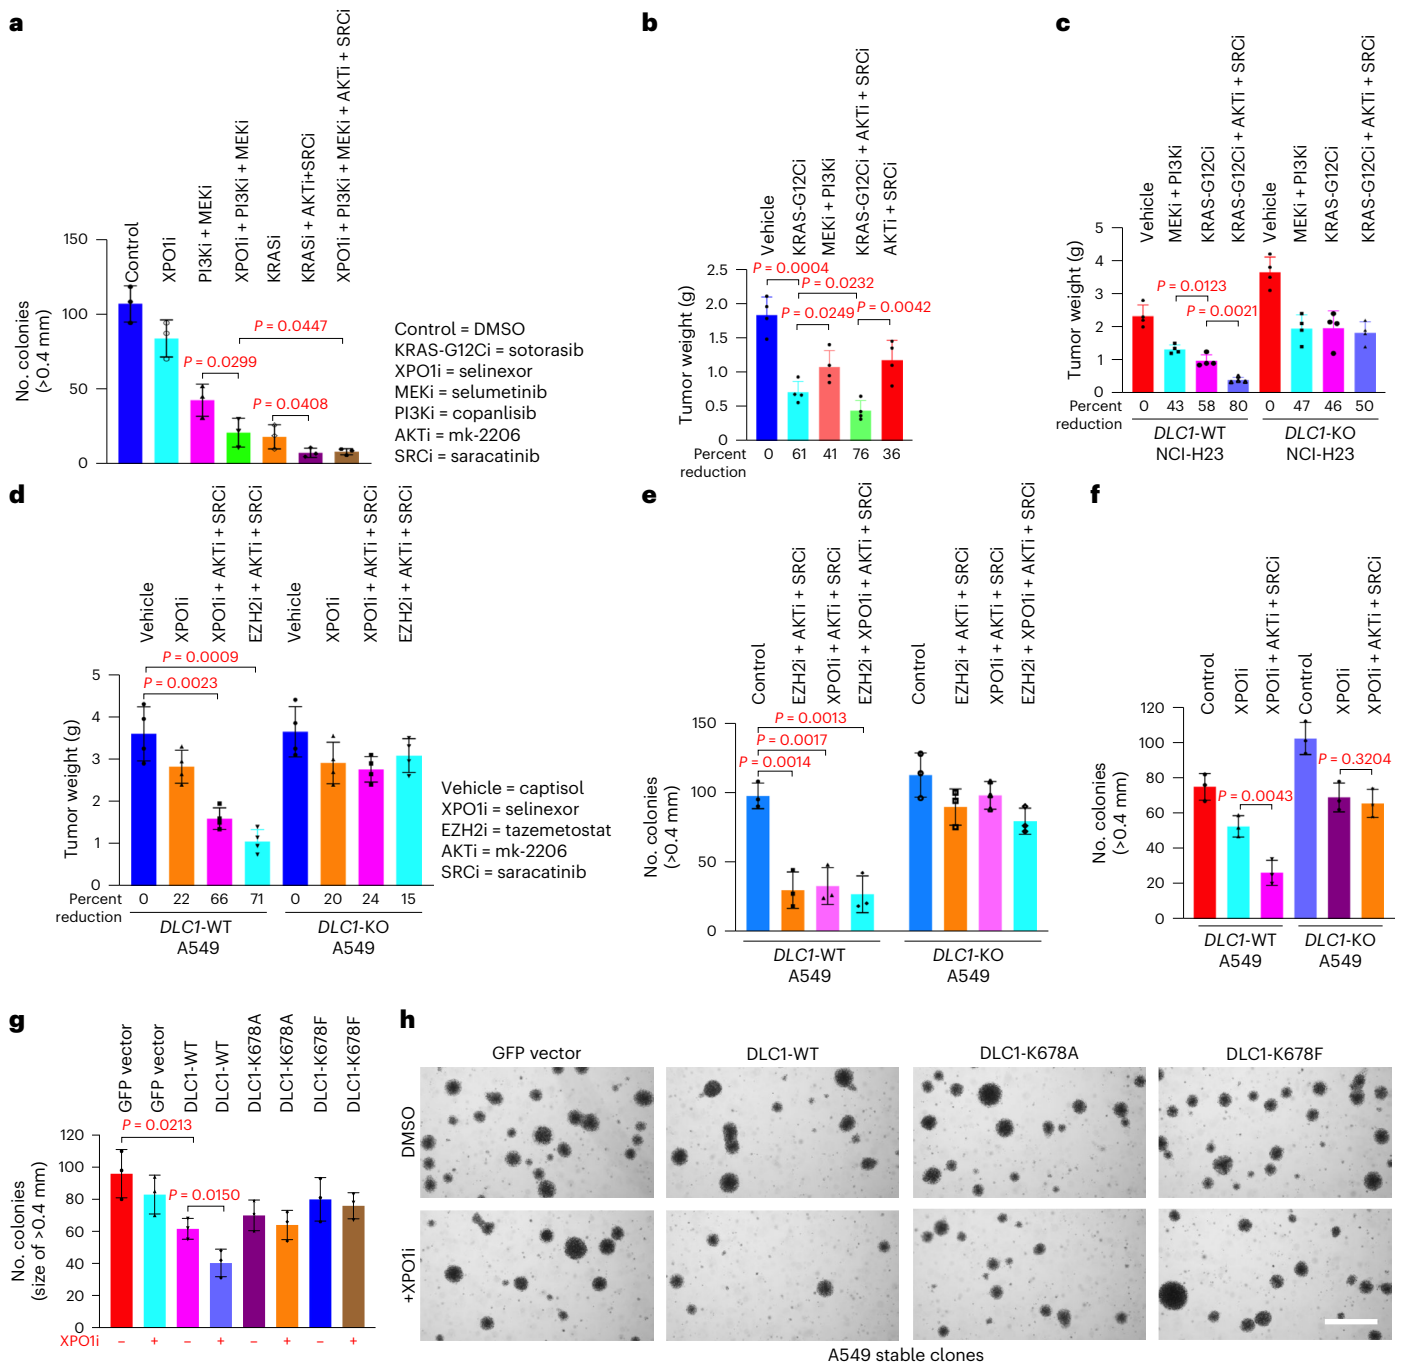 a
Control
XPO1i
PI3Ki + MEKi
XPO1i + PI3Ki + MEKi
KRASi
KRASi + AKTi+SRCi
XPO1i + PI3Ki + MEKi + AKTi + SRCi
No. colonies
(>0.4 mm)
150
100
50
0
P = 0.0447
P = 0.0299
P = 0.0408
Control = DMSO
KRAS-G12Ci = sotorasib
XPO1i = selinexor
MEKi = selumetinib
PI3Ki = copanlisib
AKTi = mk-2206
SRCi = saracatinib
b
Vehicle
KRAS-G12Ci
MEKi + PI3Ki
KRAS-G12Ci + AKTi + SRCi
AKTi + SRCi
Tumor weight (g)
2.5
2.0
1.5
1.0
0.5
0
P = 0.0004
P = 0.0232
P = 0.0249
P = 0.0042
Percent reduction
0 61 41 76 36
c
Vehicle
MEKi + PI3Ki
KRAS-G12Ci
KRAS-G12Ci + AKTi + SRCi
Vehicle
MEKi + PI3Ki
KRAS-G12Ci
KRAS-G12Ci + AKTi + SRCi
Tumor weight (g)
5
4
3
2
1
0
P = 0.0123
P = 0.0021
Percent reduction
0 43 58 80 0 47 46 50
DLC1-WT
NCI-H23
DLC1-KO
NCI-H23
d
Vehicle
XPO1i
XPO1i + AKTi + SRCi
EZH2i + AKTi + SRCi
Vehicle
XPO1i
XPO1i + AKTi + SRCi
EZH2i + AKTi + SRCi
Tumor weight (g)
5
4
3
2
1
0
P = 0.0009
P = 0.0023
Percent reduction
0 22 66 71 0 20 24 15
DLC1-WT
A549
DLC1-KO
A549
Vehicle = captisol
XPO1i = selinexor
EZH2i = tazemetostat
AKTi = mk-2206
SRCi = saracatinib
e
Control
EZH2i + AKTi + SRCi
XPO1i + AKTi + SRCi
EZH2i + XPO1i + AKTi + SRCi
Control
EZH2i + AKTi + SRCi
XPO1i + AKTi + SRCi
EZH2i + XPO1i + AKTi + SRCi
No. colonies
(>0.4 mm)
150
100
50
0
P = 0.0013
P = 0.0017
P = 0.0014
DLC1-WT
A549
DLC1-KO
A549
f
Control
XPO1i
XPO1i + AKTi + SRCi
Control
XPO1i
XPO1i + AKTi + SRCi
No. colonies
(>0.4 mm)
120
100
80
60
40
20
0
P = 0.3204
P = 0.0043
DLC1-WT
A549
DLC1-KO
A549
g
GFP vector
GFP vector
DLC1-WT
DLC1-WT
DLC1-K678A
DLC1-K678A
DLC1-K678F
DLC1-K678F
No. colonies
(size of >0.4 mm)
120
100
80
60
40
20
0
P = 0.0213
P = 0.0150
XPO1i – + – + – + – +
h
GFP vector
DLC1-WT
DLC1-K678A
DLC1-K678F
DMSO
+XPO1i
A549 stable clones